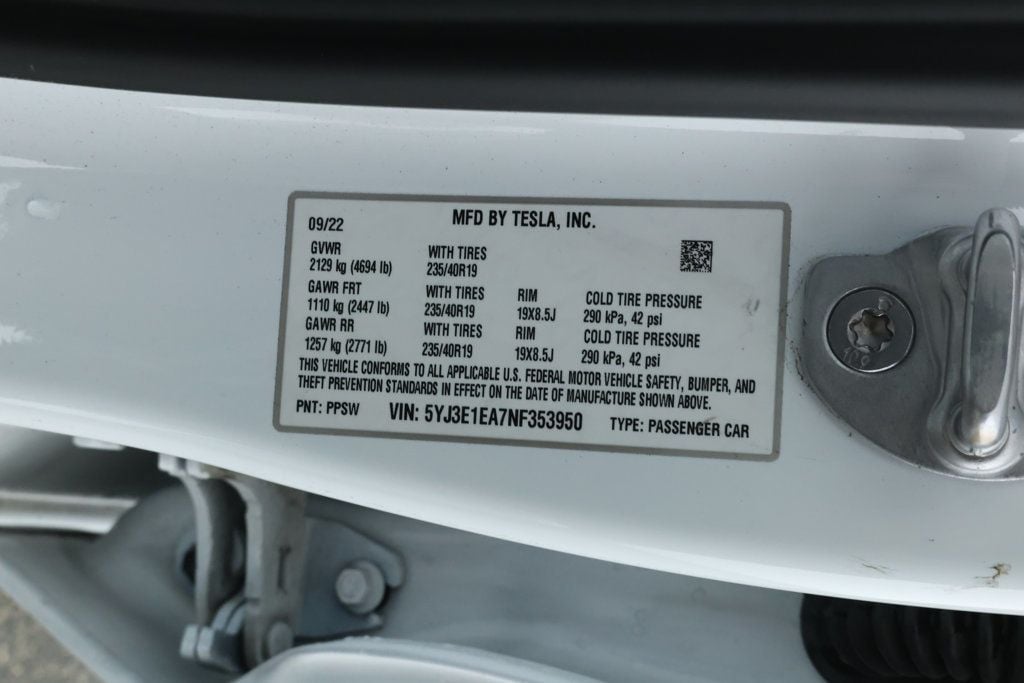 MFD BY TESLA, INC.
09/22
GVWR WITH TIRES
2129 kg (4694 lb) 235/40R19
GAWR FRT WITH TIRES RIM COLD TIRE PRESSURE
1110 kg (2447 lb) 235/40R19 19X8.5J 290 kPa, 42 psi
GAWR RR WITH TIRES RIM COLD TIRE PRESSURE
1257 kg (2771 lb) 235/40R19 19X8.5J 290 kPa, 42 psi
THIS VEHICLE CONFORMS TO ALL APPLICABLE U.S. FEDERAL MOTOR VEHICLE SAFETY, BUMPER, AND
THEFT PREVENTION STANDARDS IN EFFECT ON THE DATE OF MANUFACTURE SHOWN ABOVE.
PNT: PPSW VIN: 5YJ3E1EA7NF353950 TYPE: PASSENGER CAR